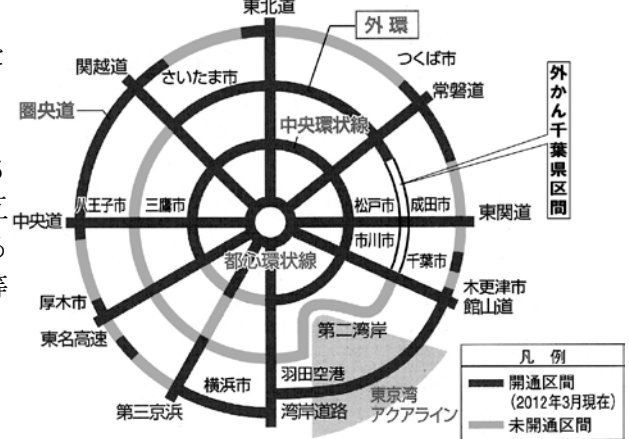 東北道
外環
つくば市
関越道
さいたま市
常磐道
圏央道
中央環状線
外かん千葉県区間
八王子市
三鷹市
松戸市
成田市
中央道
東関道
市川市
都心環状線
千葉市
木更津市
館山道
厚木市
東名高速
第二湾岸
横浜市
羽田空港
東京湾
アクアライン
第三京浜
湾岸道路
凡例
開通区間
(2012年3月現在)
未開通区間